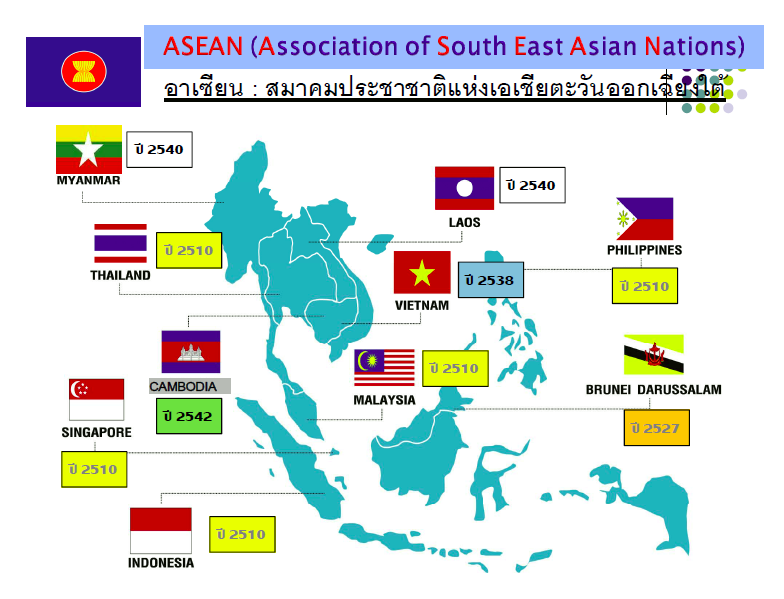 ASEAN (Association of South East Asian Nations)
อาเซียน : สมาคมประชาชาติแห่งเอเชียตะวันออกเฉียงใต้
ปี 2540
MYANMAR
ปี 2540
LAOS
ปี 2510
THAILAND
ปี 2538
VIETNAM
PHILIPPINES
ปี 2510
CAMBODIA
ปี 2542
ปี 2510
MALAYSIA
BRUNEI DARUSSALAM
ปี 2527
SINGAPORE
ปี 2510
ปี 2510
INDONESIA